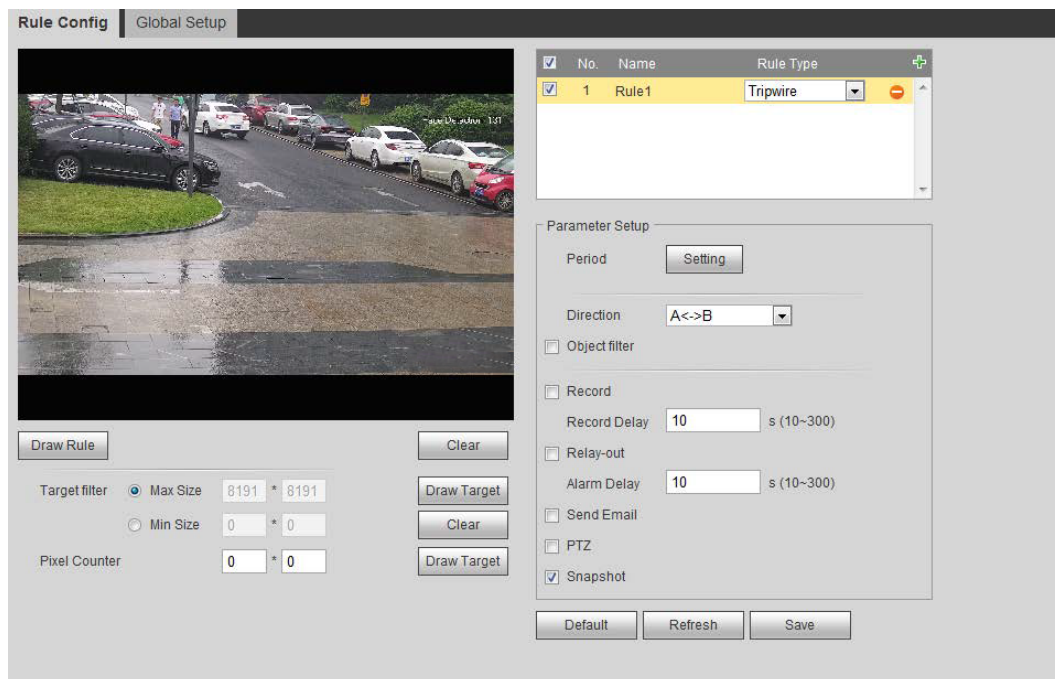 Rule Config Global Setup
No. Name Rule Type
1 Rule1 Tripwire
Parameter Setup
Period Setting
Direction A<->B
Object filter
Record
Record Delay 10 s (10~300)
Relay-out
Alarm Delay 10 s (10~300)
Send Email
PTZ
Snapshot
Default Refresh Save
Draw Rule Clear
Target filter Max Size 8191 * 8191 Draw Target
Min Size 0 * 0 Clear
Pixel Counter 0 * 0 Draw Target